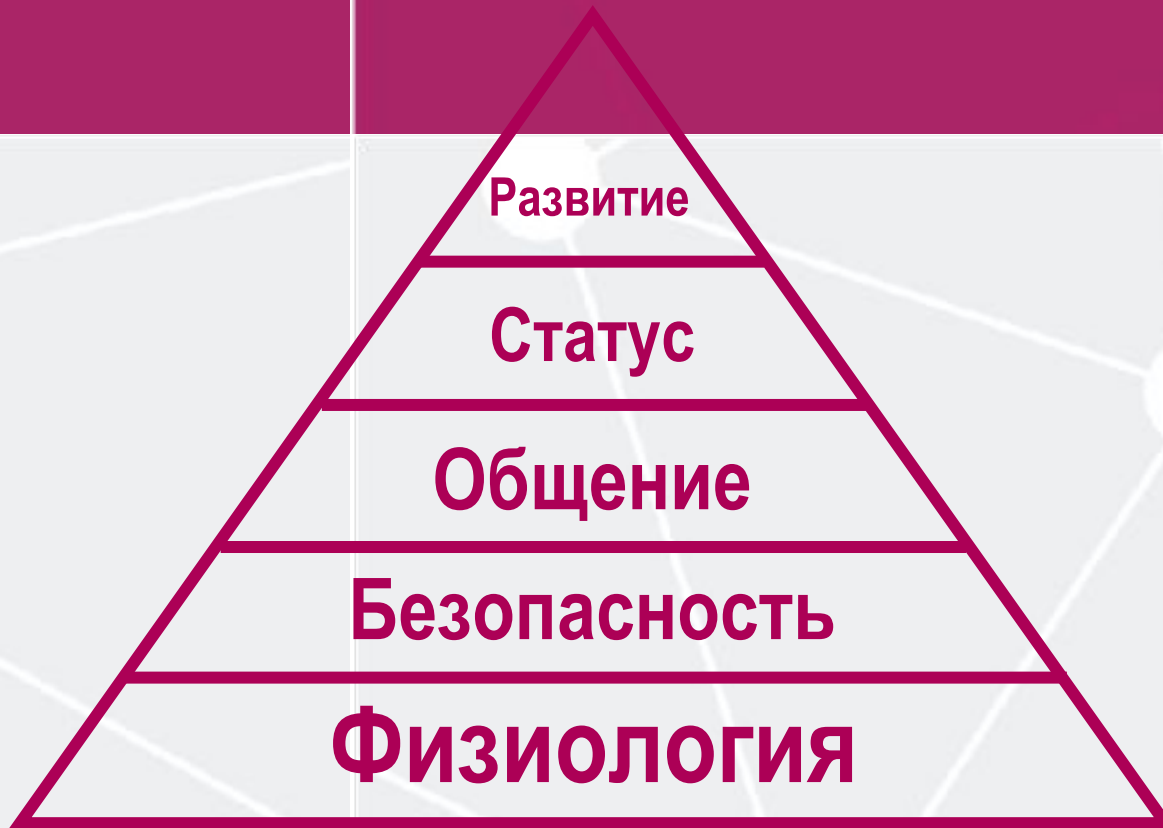 Развитие
Статус
Общение
Безопасность
Физиология